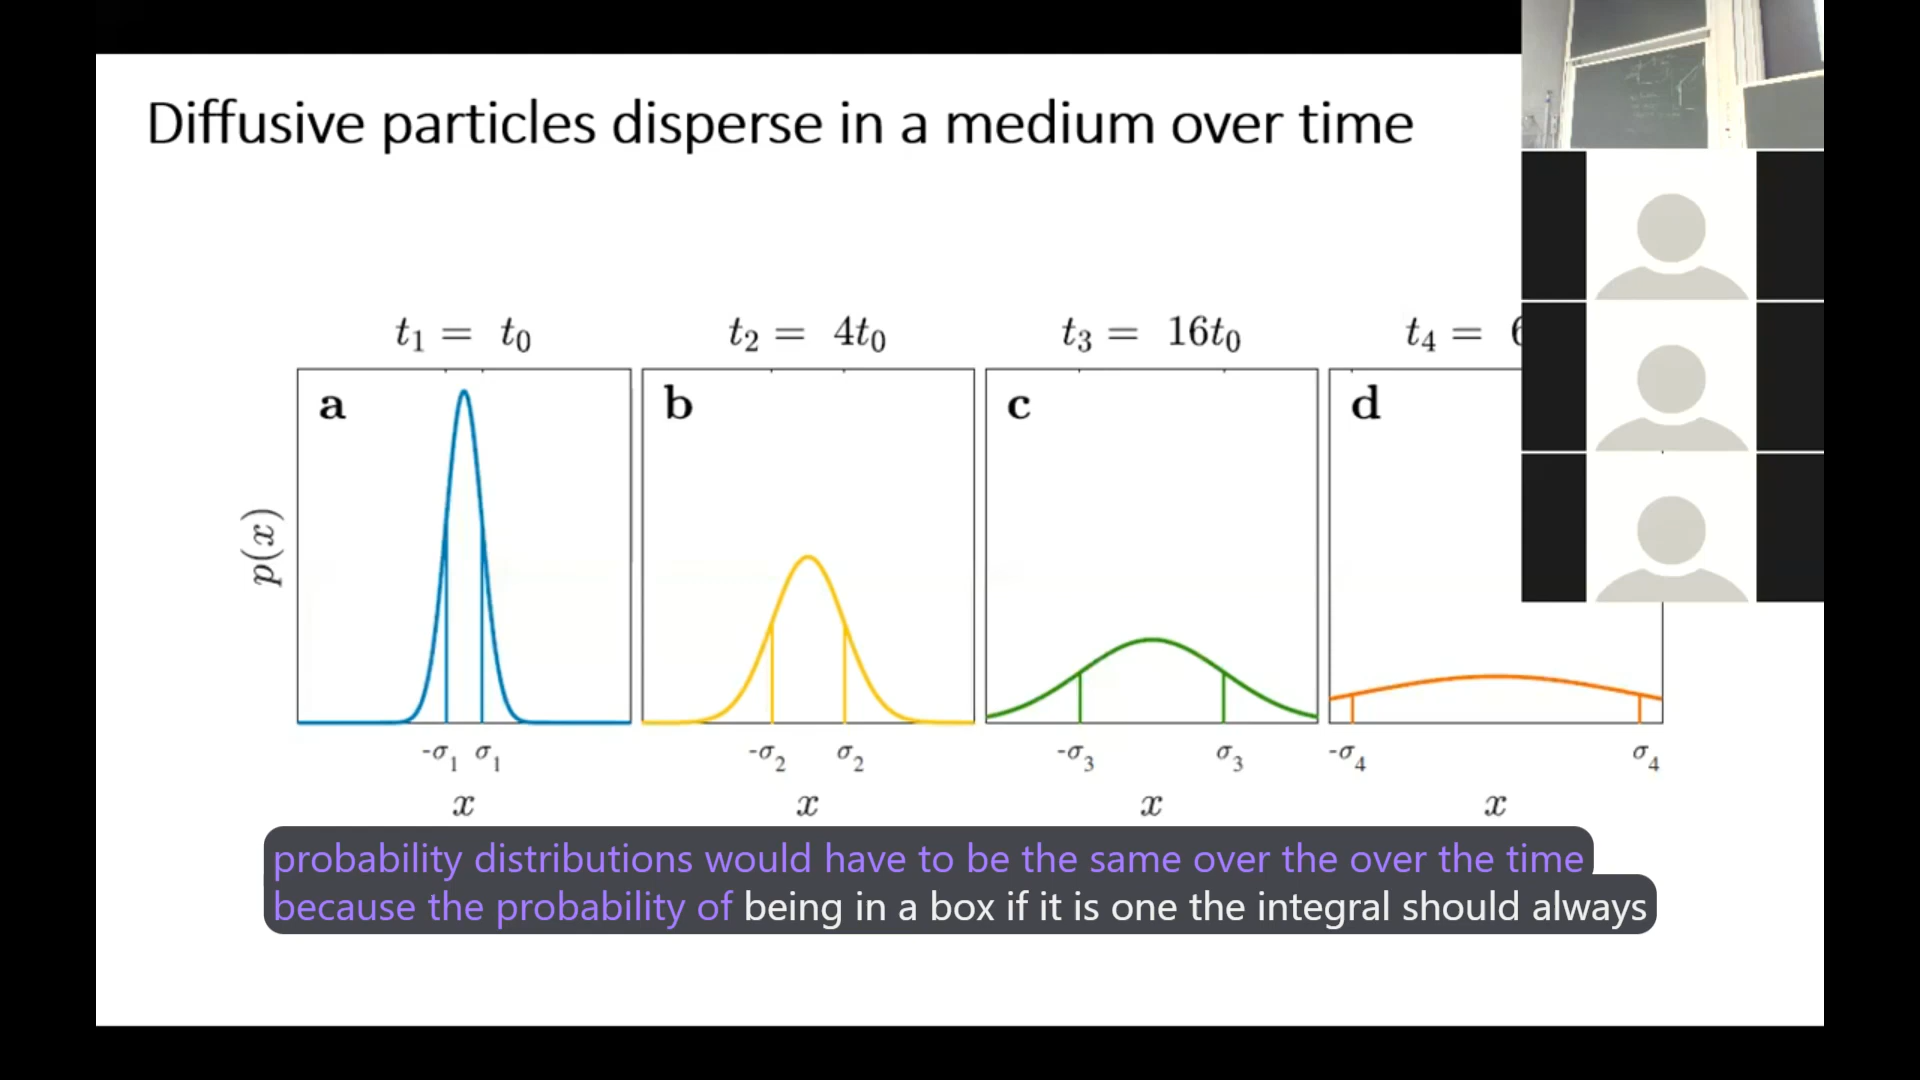 Diffusive particles disperse in a medium over time
t₁ = t₀
t₂ = 4t₀
t₃ = 16t₀
t₄ = 6
a
b
c
d
p(x)
-σ₁ σ₁
-σ₂ σ₂
-σ₃ σ₃
-σ₄ σ₄
x
x
x
x
probability distributions would have to be the same over the over the time
because the probability of being in a box if it is one the integral should always